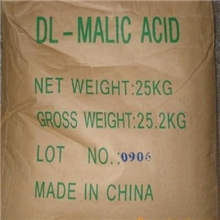 DL-MALIC ACID
NET WEIGHT:25KG
GROSS WEIGHT:25.2KG
LOT NO.:0906
MADE IN CHINA